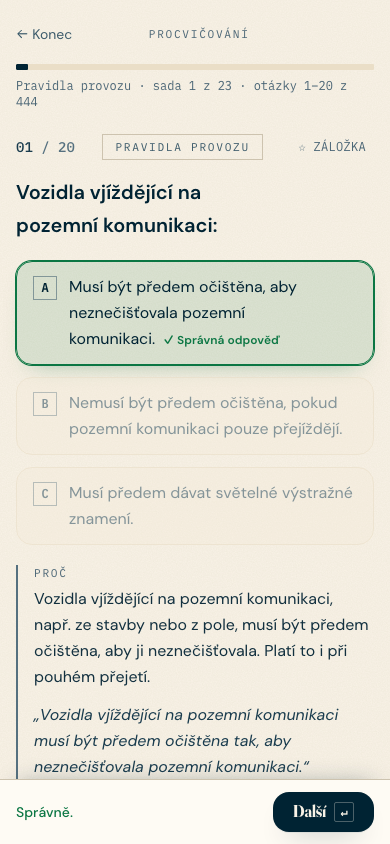 ← Konec
PROCVIČOVÁNÍ
Pravidla provozu · sada 1 z 23 · otázky 1–20 z
444
01 / 20
PRAVIDLA PROVOZU
☆ ZÁLOŽKA
Vozidla vjíždějící na
pozemní komunikaci:
A
Musí být předem očištěna, aby
neznečišťovala pozemní
komunikaci. ✓ Správná odpověď
B
Nemusí být předem očištěna, pokud
pozemní komunikaci pouze přejíždějí.
C
Musí předem dávat světelné výstražné
znamení.
PROČ
Vozidla vjíždějící na pozemní komunikaci,
např. ze stavby nebo z pole, musí být předem
očištěna, aby ji neznečišťovala. Platí to i při
pouhém přejetí.
„Vozidla vjíždějící na pozemní komunikaci
musí být předem očištěna tak, aby
neznečišťovala pozemní komunikaci.“
Správně.
Další ↵